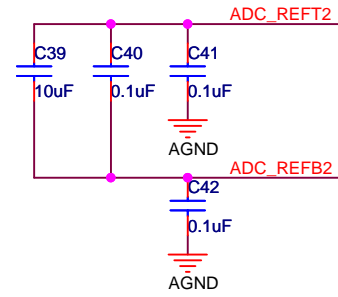 ADC_REFT2
C39 C40 C41
10uF 0.1uF 0.1uF
AGND
ADC_REFB2
C42
0.1uF
AGND